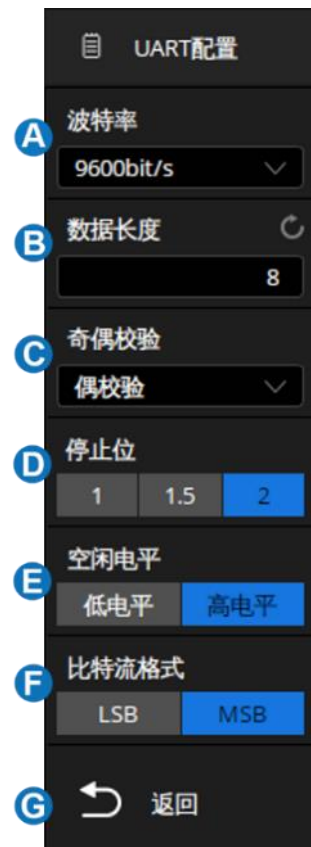 UART配置
A
波特率
9600bit/s
B
数据长度
8
C
奇偶校验
偶校验
D
停止位
1 1.5 2
E
空闲电平
低电平 高电平
F
比特流格式
LSB MSB
G
返回